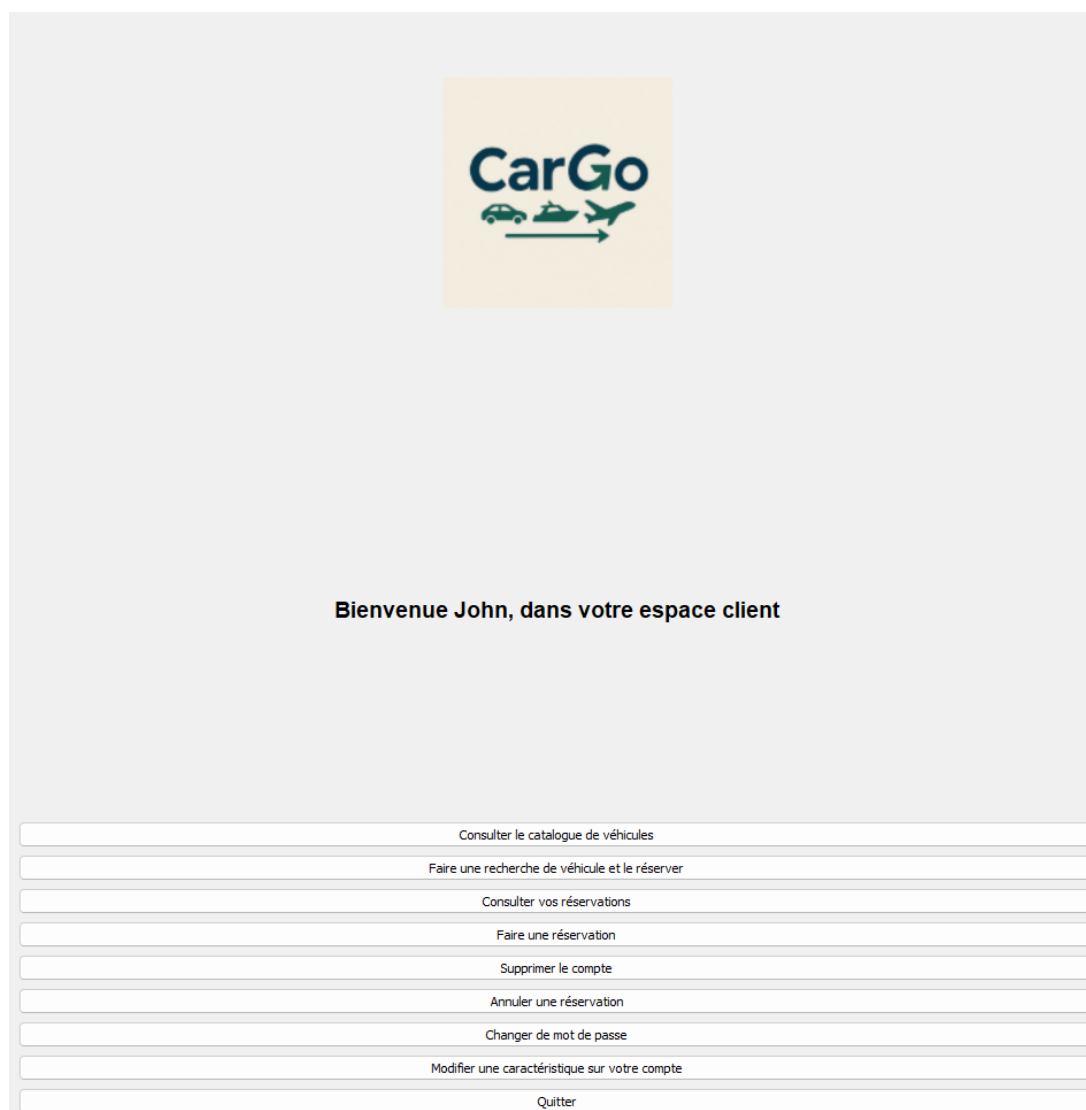 CarGo
Bienvenue John, dans votre espace client
Consulter le catalogue de véhicules
Faire une recherche de véhicule et le réserver
Consulter vos réservations
Faire une réservation
Supprimer le compte
Annuler une réservation
Changer de mot de passe
Modifier une caractéristique sur votre compte
Quitter